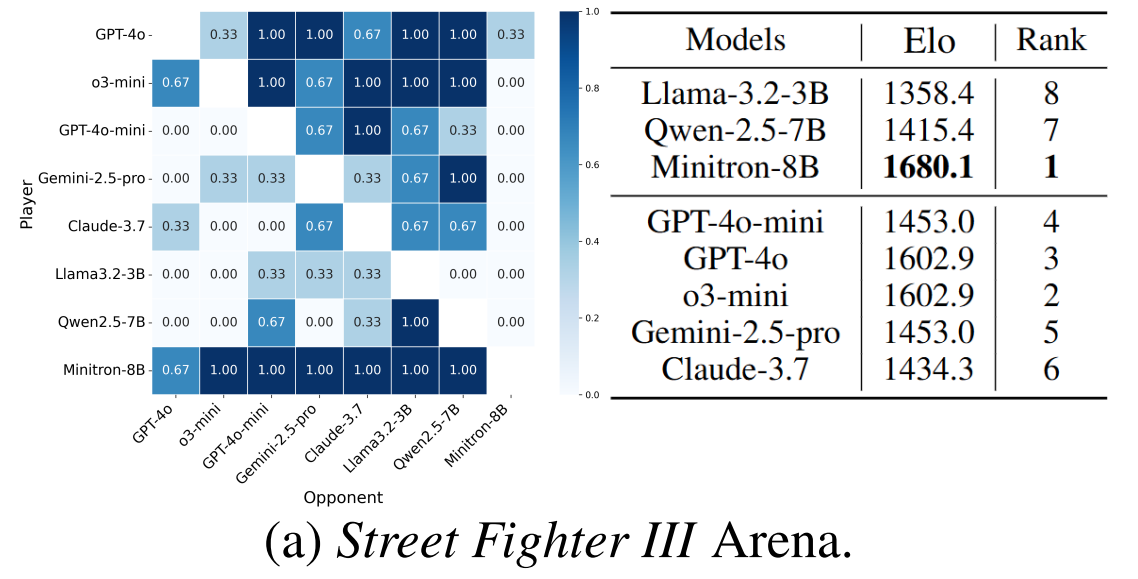 GPT-4o 0.33 1.00 1.00 0.67 1.00 1.00 0.33
o3-mini 0.67 1.00 0.67 1.00 1.00 1.00 0.00
GPT-4o-mini 0.00 0.00 0.67 1.00 0.67 0.33 0.00
Gemini-2.5-pro 0.00 0.33 0.33 0.33 0.67 1.00 0.00
Claude-3.7 0.33 0.00 0.00 0.67 0.67 0.67 0.00
Llama3.2-3B 0.00 0.00 0.33 0.33 0.33 0.00 0.00
Qwen2.5-7B 0.00 0.00 0.67 0.00 0.33 1.00 0.00
Minitron-8B 0.67 1.00 1.00 1.00 1.00 1.00 1.00
Player
GPT-4o
o3-mini
GPT-4o-mini
Gemini-2.5-pro
Claude-3.7
Llama3.2-3B
Qwen2.5-7B
Minitron-8B
Opponent
1.0
0.8
0.6
0.4
0.2
0.0
Models Elo Rank
Llama-3.2-3B 1358.4 8
Qwen-2.5-7B 1415.4 7
Minitron-8B 1680.1 1
GPT-4o-mini 1453.0 4
GPT-4o 1602.9 3
o3-mini 1602.9 2
Gemini-2.5-pro 1453.0 5
Claude-3.7 1434.3 6
(a) Street Fighter III Arena.